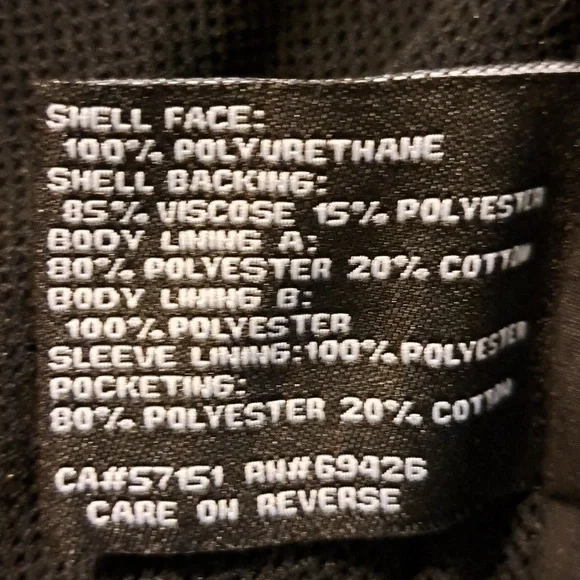 SHELL FACE:
100% POLYURETHANE
SHELL BACKING:
85% VISCOSE 15% POLYESTER
BODY LINING A:
80% POLYESTER 20% COTTON
BODY LINING B:
100% POLYESTER
SLEEVE LINING:100% POLYESTER
POCKETING:
80% POLYESTER 20% COTTON
CA#57151 RN#69426
CARE ON REVERSE